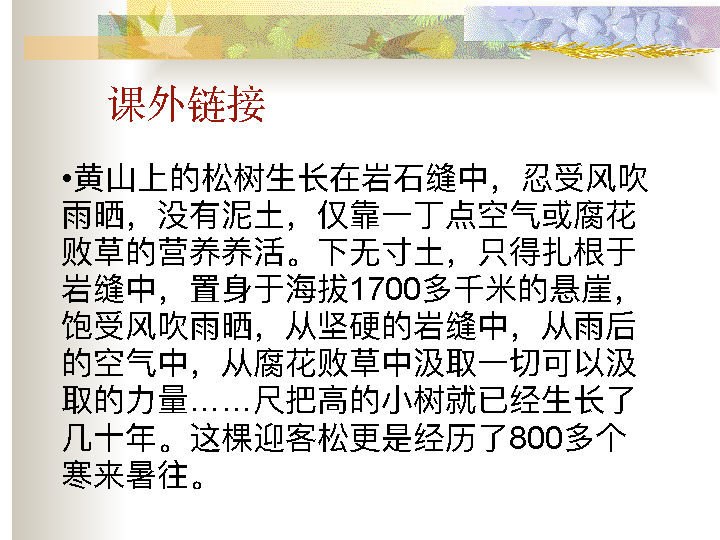 课外链接
•黄山上的松树生长在岩石缝中，忍受风吹
雨晒，没有泥土，仅靠一丁点空气或腐花
败草的营养养活。下无寸土，只得扎根于
岩缝中，置身于海拔1700多千米的悬崖，
饱受风吹雨晒，从坚硬的岩缝中，从雨后
的空气中，从腐花败草中汲取一切可以汲
取的力量……尺把高的小树就已经生长了
几十年。这棵迎客松更是经历了800多个
寒来暑往。